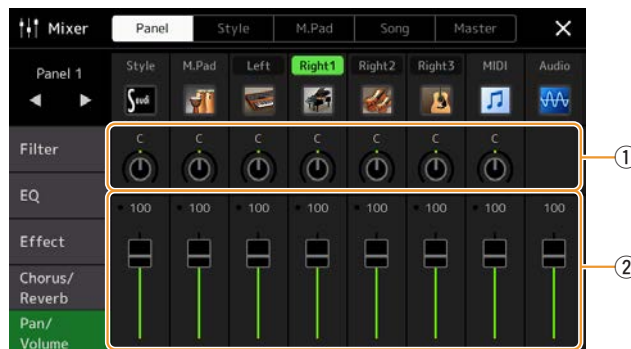 Mixer
Panel
Style
M.Pad
Song
Master
Panel 1
Style
M.Pad
Left
Right1
Right2
Right3
MIDI
Audio
Filter
C C C C C C C
①
EQ
100 100 100 100 100 100 100 100
Effect
②
Chorus/
Reverb
Pan/
Volume